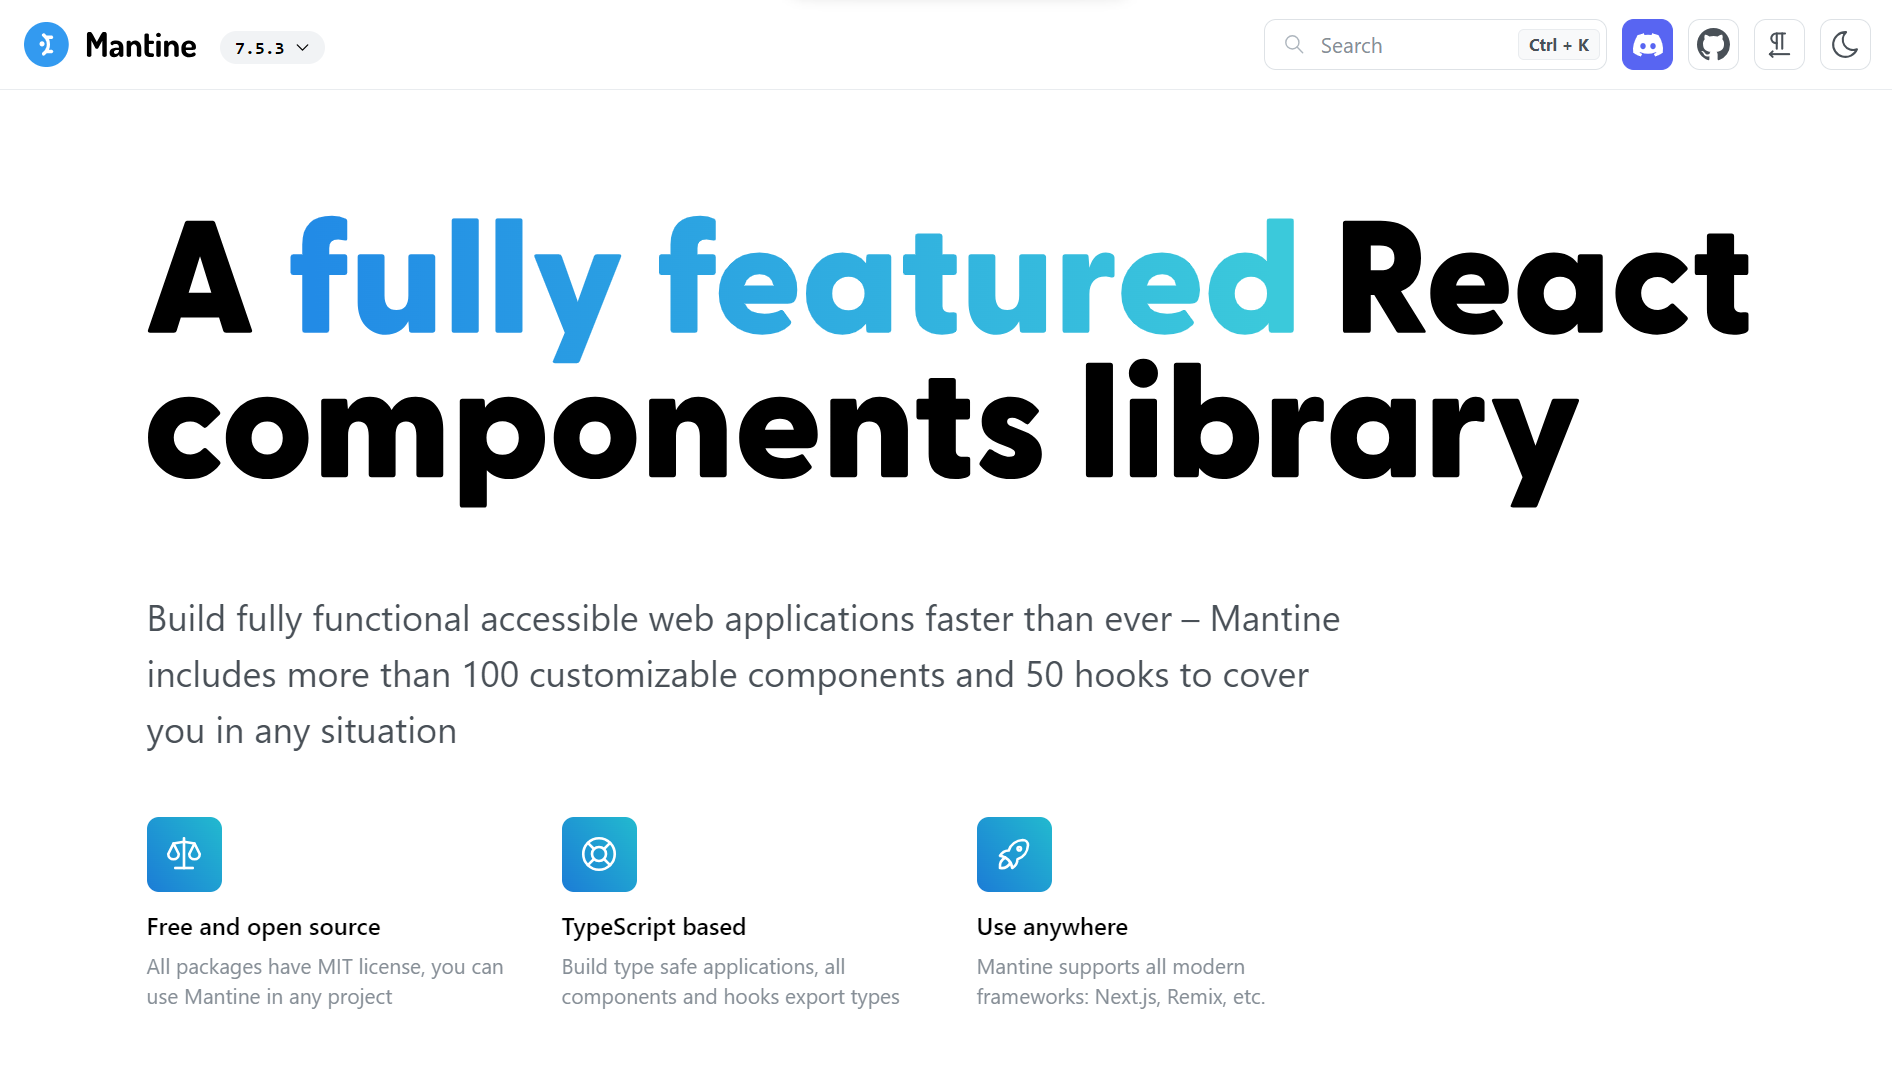 Mantine
7.5.3
Search
Ctrl + K
A fully featured React
components library
Build fully functional accessible web applications faster than ever – Mantine
includes more than 100 customizable components and 50 hooks to cover
you in any situation
Free and open source
All packages have MIT license, you can
use Mantine in any project
TypeScript based
Build type safe applications, all
components and hooks export types
Use anywhere
Mantine supports all modern
frameworks: Next.js, Remix, etc.